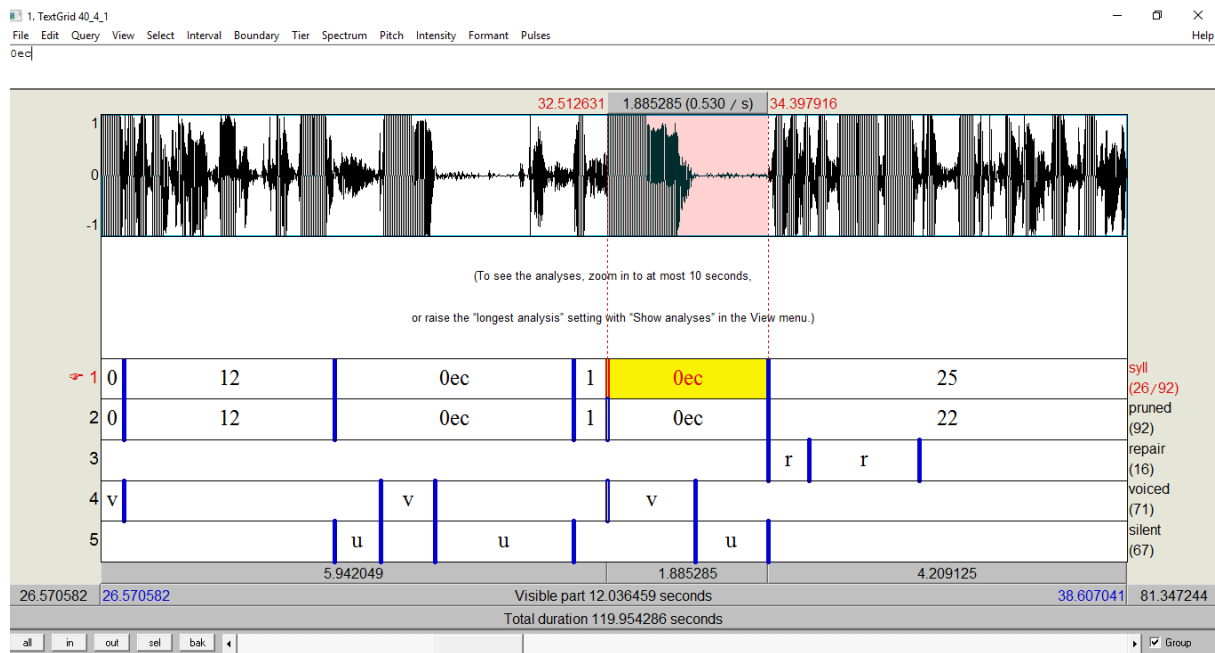 1. TextGrid 40_4_1
File Edit Query View Select Interval Boundary Tier Spectrum Pitch Intensity Formant Pulses Help
0ec
32.512631 1.885285 (0.530 / s) 34.397916
1
0
-1
(To see the analyses, zoom in to at most 10 seconds,
or raise the "longest analysis" setting with "Show analyses" in the View menu.)
1 0 12 0ec 1 0ec 25 syll (26/92)
2 0 12 0ec 1 0ec 22 pruned (92)
3 r r repair (16)
4 v v v voiced (71)
5 u u u silent (67)
5.942049 1.885285 4.209125
26.570582 26.570582 Visible part 12.036459 seconds 38.607041 81.347244
Total duration 119.954286 seconds
all in out sel bak Group